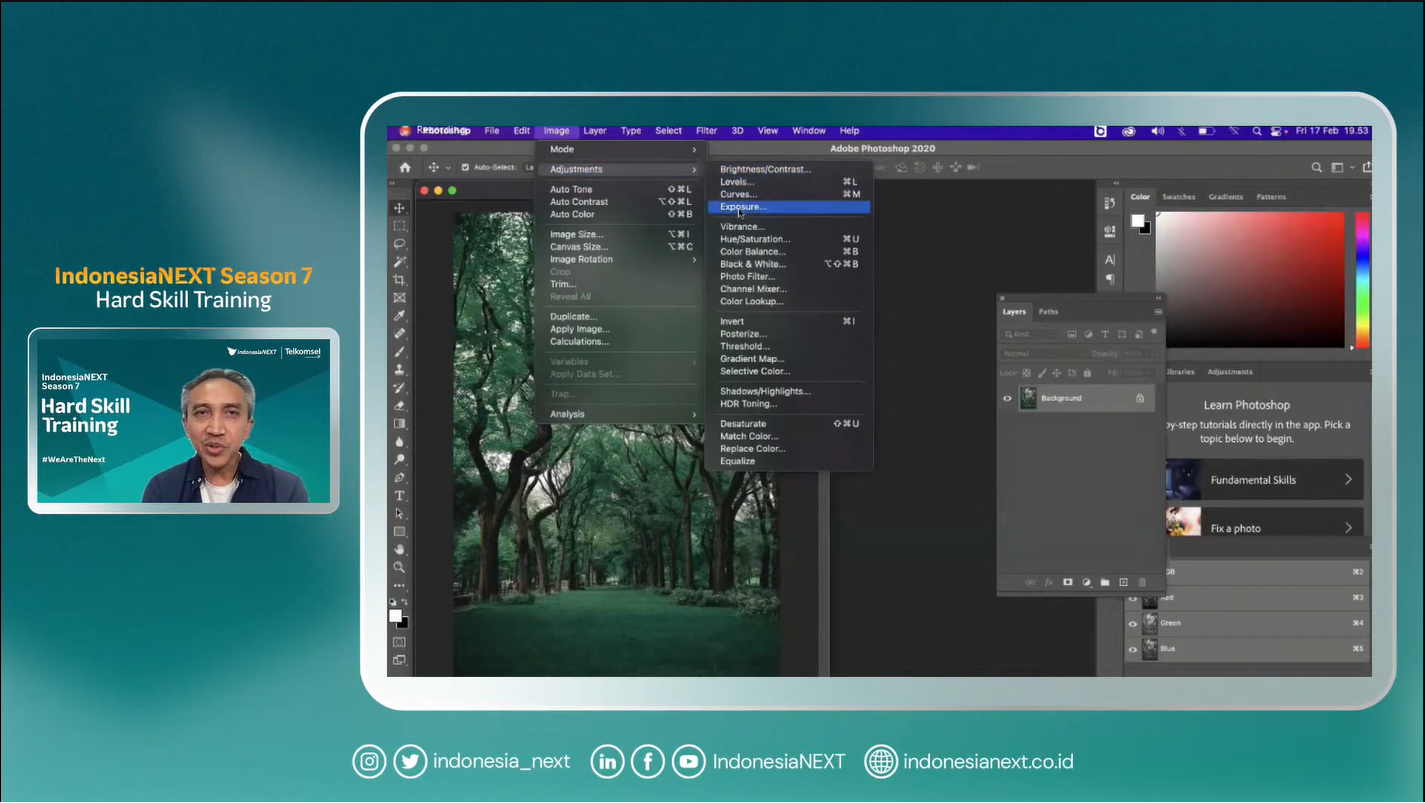 IndonesiaNEXT Season 7
Hard Skill Training
IndonesiaNEXT | Telkomsel
IndonesiaNEXT
Season 7
Hard Skill
Training
#WeAreTheNext
Photoshop File Edit Image Layer Type Select Filter 3D View Window Help Fri 17 Feb 19.53
Adobe Photoshop 2020
Auto-Select:
Mode
Adjustments
Auto Tone ⇧⌘L
Auto Contrast ⌥⇧⌘L
Auto Color ⇧⌘B
Image Size... ⌥⌘I
Canvas Size... ⌥⌘C
Image Rotation
Crop
Trim...
Reveal All
Duplicate...
Apply Image...
Calculations...
Variables
Apply Data Set...
Trap...
Analysis
Brightness/Contrast...
Levels... ⌘L
Curves... ⌘M
Exposure...
Vibrance...
Hue/Saturation... ⌘U
Color Balance... ⌘B
Black & White... ⌥⇧⌘B
Photo Filter...
Channel Mixer...
Color Lookup...
Invert ⌘I
Posterize...
Threshold...
Gradient Map...
Selective Color...
Shadows/Highlights...
HDR Toning...
Desaturate ⇧⌘U
Match Color...
Replace Color...
Equalize
Color Swatches Gradients Patterns
Layers Paths
Kind
Normal Opacity:
Background
Libraries Adjustments
Learn Photoshop
by-step tutorials directly in the app. Pick a
topic below to begin.
Fundamental Skills
Fix a photo
⌘2
Red ⌘3
Green ⌘4
Blue ⌘5
indonesia_next IndonesiaNEXT indonesianext.co.id